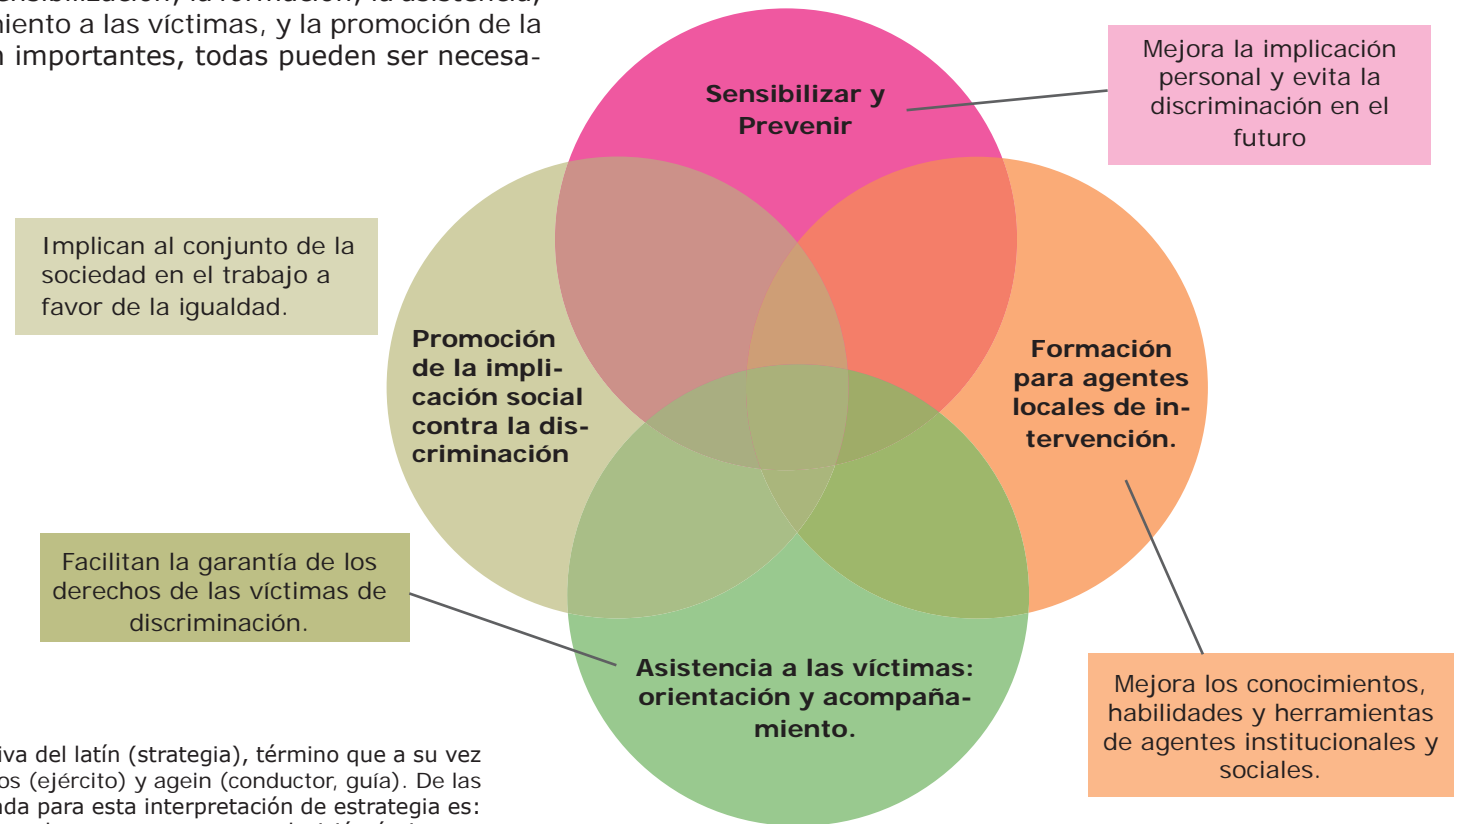 miento a las víctimas, y la promoción de la
importantes, todas pueden ser necesa-
Sensibilizar y
Prevenir
Mejora la implicación
personal y evita la
discriminación en el
futuro
Implican al conjunto de la
sociedad en el trabajo a
favor de la igualdad.
Promoción
de la impli-
cación social
contra la dis-
criminación
Formación
para agentes
locales de in-
tervención.
Facilitan la garantía de los
derechos de las víctimas de
discriminación.
Asistencia a las víctimas:
orientación y acompaña-
miento.
Mejora los conocimientos,
habilidades y herramientas
de agentes institucionales y
sociales.
iva del latín (strategia), término que a su vez
os (ejército) y agein (conductor, guía). De las
ada para esta interpretación de estrategia es: